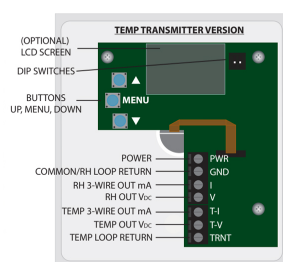 TEMP TRANSMITTER VERSION
(OPTIONAL)
LCD SCREEN
DIP SWITCHES
BUTTONS
UP, MENU, DOWN
MENU
POWER
PWR
COMMON/RH LOOP RETURN
GND
RH 3-WIRE OUT mA
I
RH OUT VDC
V
TEMP 3-WIRE OUT mA
T-I
TEMP OUT VDC
T-V
TEMP LOOP RETURN
TRNT